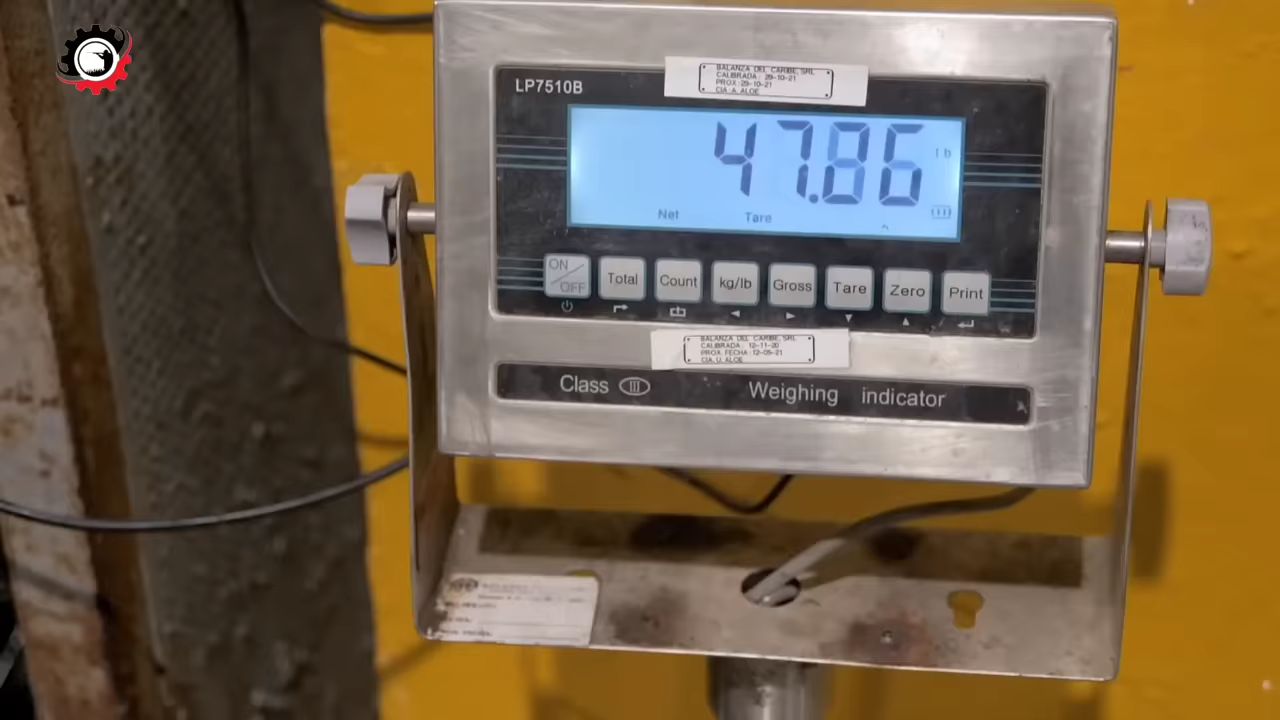 BALANZA DEL CARIBE, SRL
CALIBRADA: 29-10-21
PROX: 29-10-21
CIA: A. ALOE
LP7510B
47.86
lb
Net Tare
ON/OFF Total Count kg/lb Gross Tare Zero Print
BALANZA DEL CARIBE, SRL
CALIBRADA: 12-11-20
PROX FECHA: 12-05-21
CIA. U. ALOE
Class III Weighing indicator